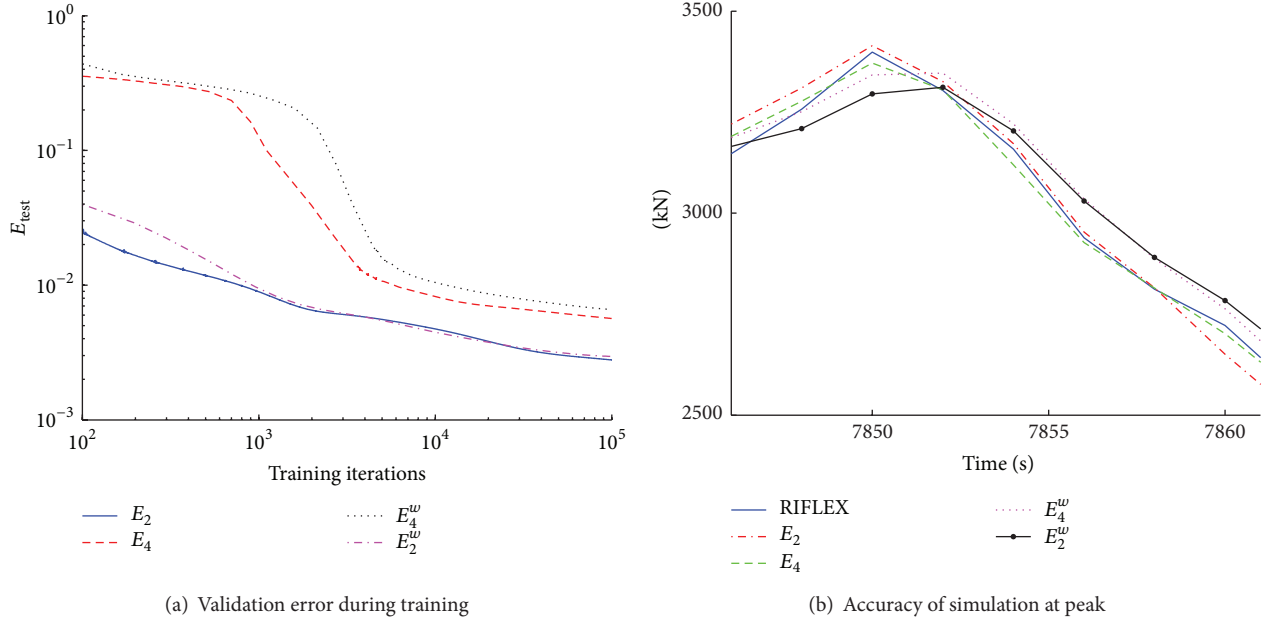 10^0
10^{-1}
10^{-2}
10^{-3}
E_test
10^2
10^3
10^4
10^5
Training iterations
E_2
E_4
E_4^w
E_2^w
(a) Validation error during training
3500
3000
2500
(kN)
7850
7855
7860
Time (s)
RIFLEX
E_2
E_4
E_4^w
E_2^w
(b) Accuracy of simulation at peak